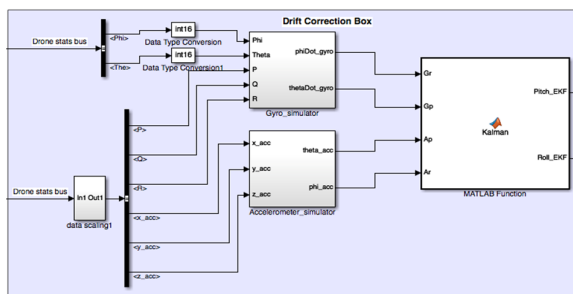 Drift Correction Box
Drone stats bus
<Phi>
int16
Data Type Conversion
<The>
int16
Data Type Conversion1
Phi
Theta
P
Q
R
phiDot_gyro
thetaDot_gyro
Gyro_simulator
<P>
<Q>
<R>
<x_acc>
<y_acc>
<z_acc>
Drone stats bus
In1 Out1
data scaling1
x_acc
y_acc
z_acc
theta_acc
phi_acc
Accelerometer_simulator
Gr
Gp
Ap
Ar
Kalman
Pitch_EKF
Roll_EKF
MATLAB Function